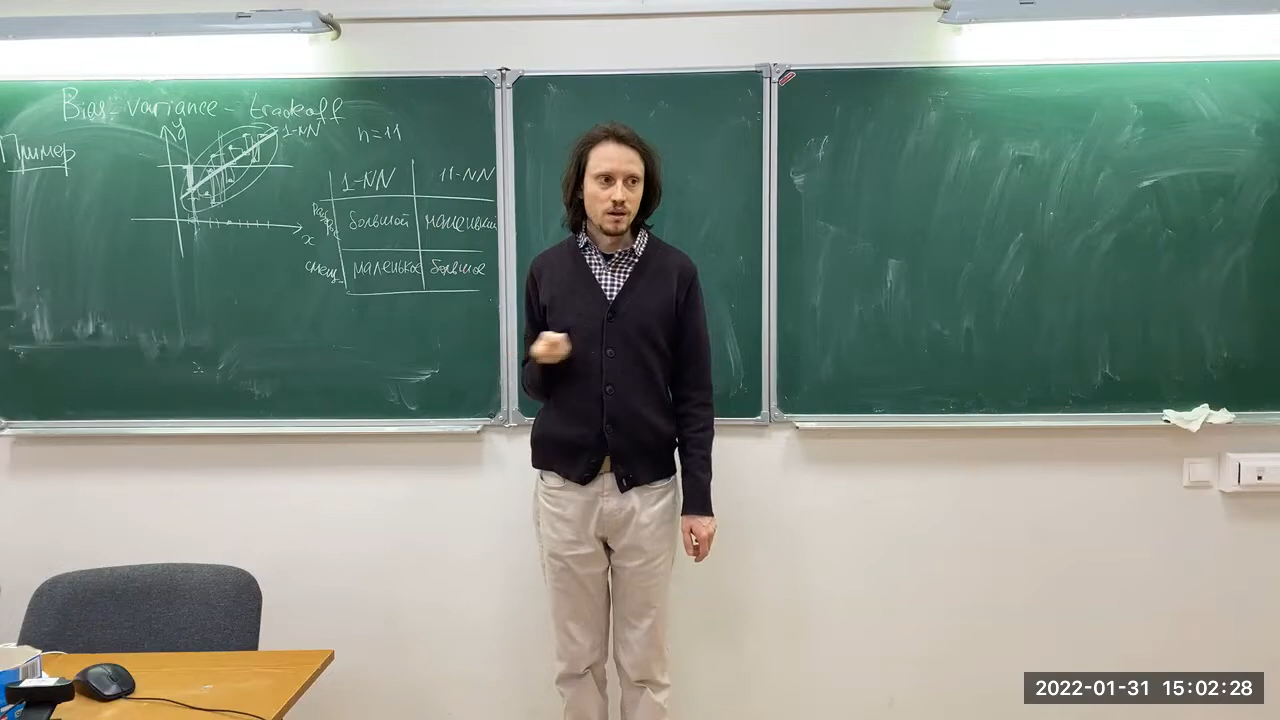 Bias-variance-tradeoff
Пример
y
1-NN
n=11
x
1-NN 11-NN
большой маленький
смещ. маленькое большое
2022-01-31 15:02:28